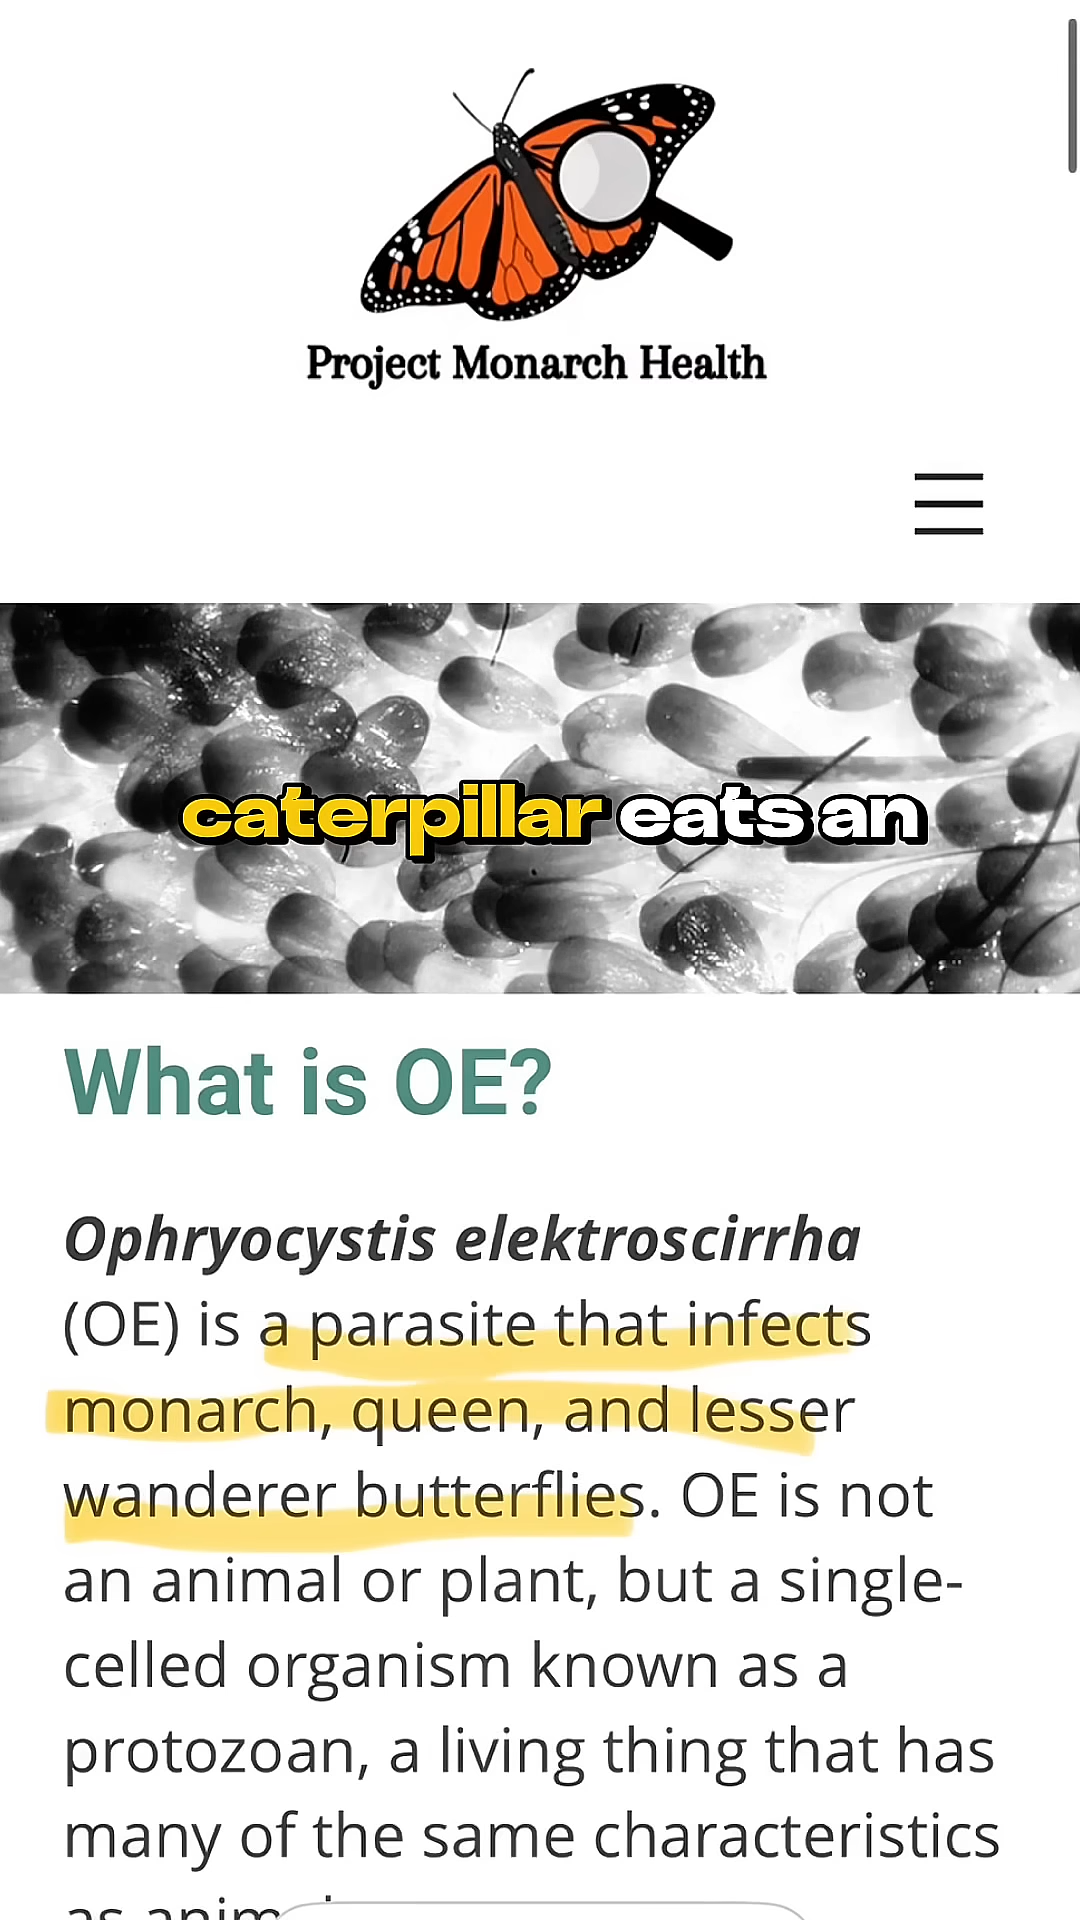 Project Monarch Health
caterpillar eats an
What is OE?
Ophryocystis elektroscirrha
(OE) is a parasite that infects
monarch, queen, and lesser
wanderer butterflies. OE is not
an animal or plant, but a single-
celled organism known as a
protozoan, a living thing that has
many of the same characteristics
as